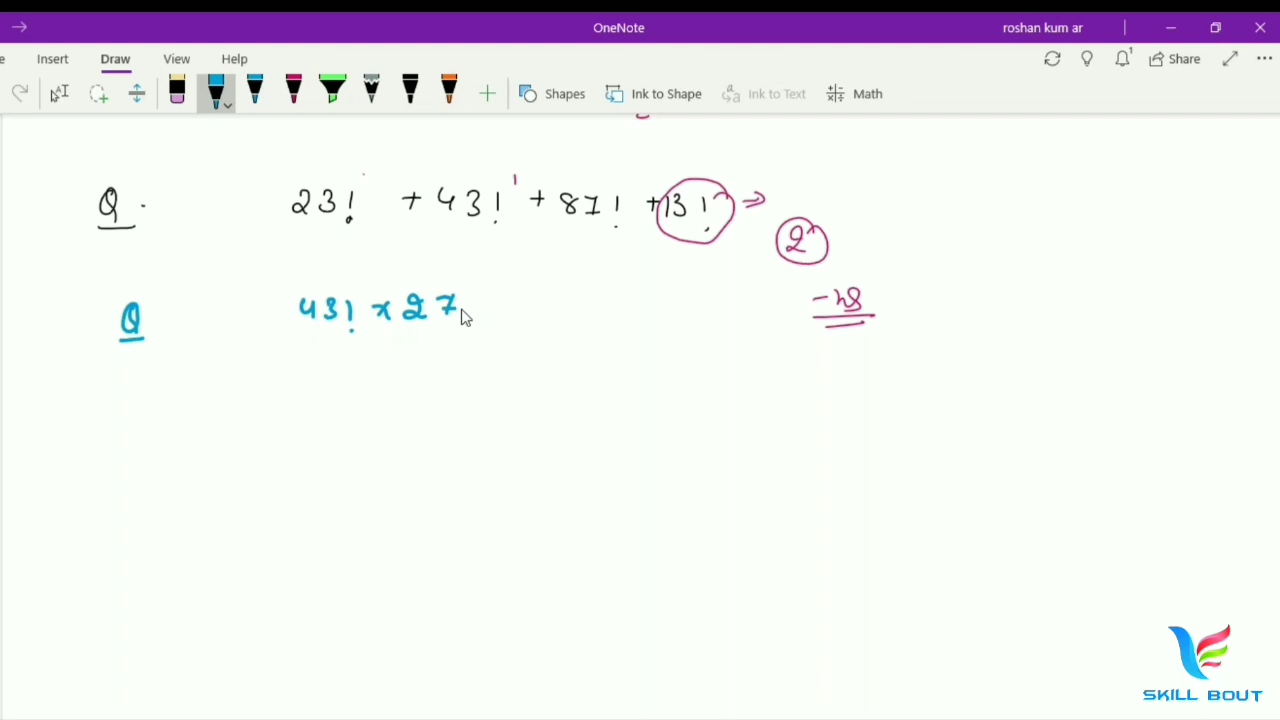 OneNote
roshan kum ar
Insert Draw View Help
1
Share
Shapes Ink to Shape Ink to Text Math
Q. 23! + 43! + 87! + 13! ⇒
2
Q 43! x 27
SKILL BOUT